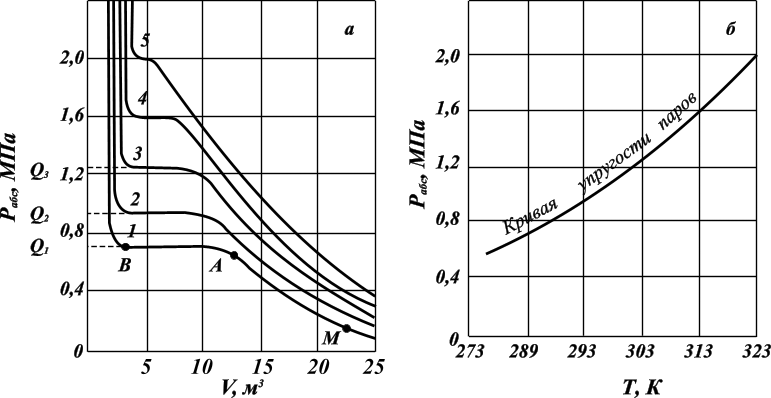 а
5
2,0
4
1,6
3
Q₃
1,2
2
Q₂
0,8
1
Q₁
B
A
0,4
M
0
5
10
15
20
25
Pабс, МПа
V, м³
б
2,0
1,6
1,2
0,8
0,4
0
273
289
293
303
313
323
Pабс, МПа
Кривая упругости паров
T, К